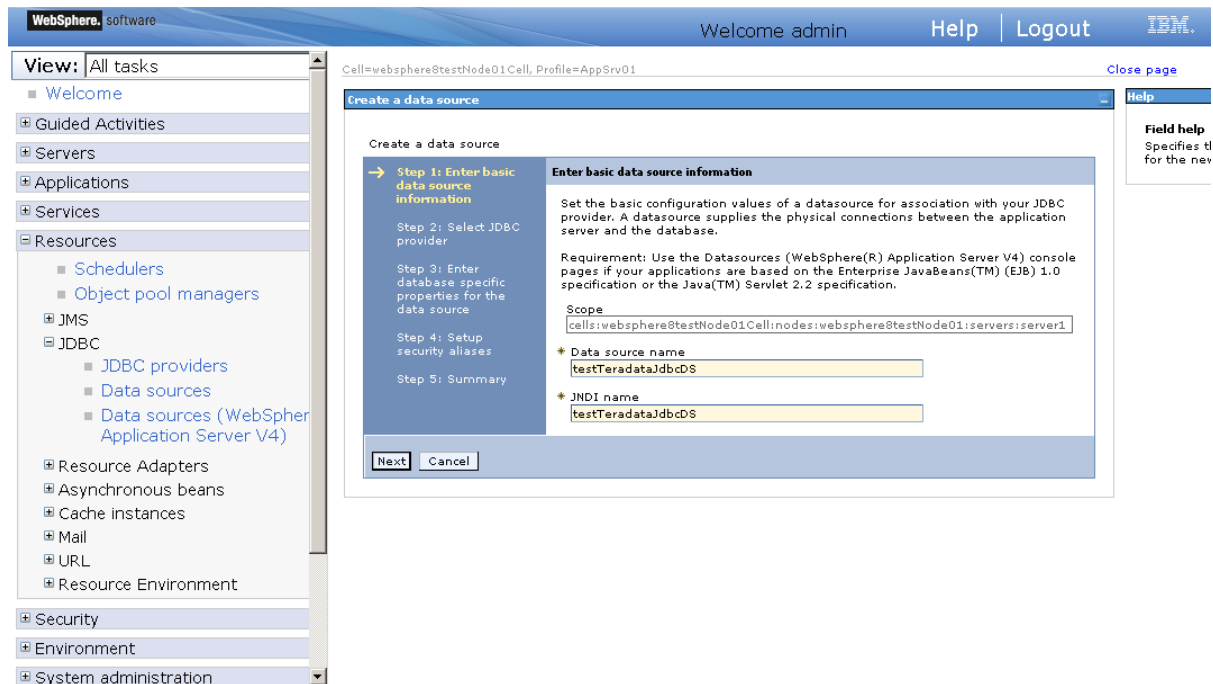 WebSphere. software
Welcome admin
Help
Logout
IBM.
View: All tasks
Welcome
Guided Activities
Servers
Applications
Services
Resources
Schedulers
Object pool managers
JMS
JDBC
JDBC providers
Data sources
Data sources (WebSpher
Application Server V4)
Resource Adapters
Asynchronous beans
Cache instances
Mail
URL
Resource Environment
Security
Environment
System administration
Cell=websphere8testNode01Cell, Profile=AppSrv01
Close page
Create a data source
Create a data source
Step 1: Enter basic
data source
information
Step 2: Select JDBC
provider
Step 3: Enter
database specific
properties for the
data source
Step 4: Setup
security aliases
Step 5: Summary
Enter basic data source information
Set the basic configuration values of a datasource for association with your JDBC
provider. A datasource supplies the physical connections between the application
server and the database.
Requirement: Use the Datasources (WebSphere(R) Application Server V4) console
pages if your applications are based on the Enterprise JavaBeans(TM) (EJB) 1.0
specification or the Java(TM) Servlet 2.2 specification.
Scope
cells:websphere8testNode01Cell:nodes:websphere8testNode01:servers:server1
* Data source name
testTeradataJdbcDS
* JNDI name
testTeradataJdbcDS
Next
Cancel
Help
Field help
Specifies th
for the new